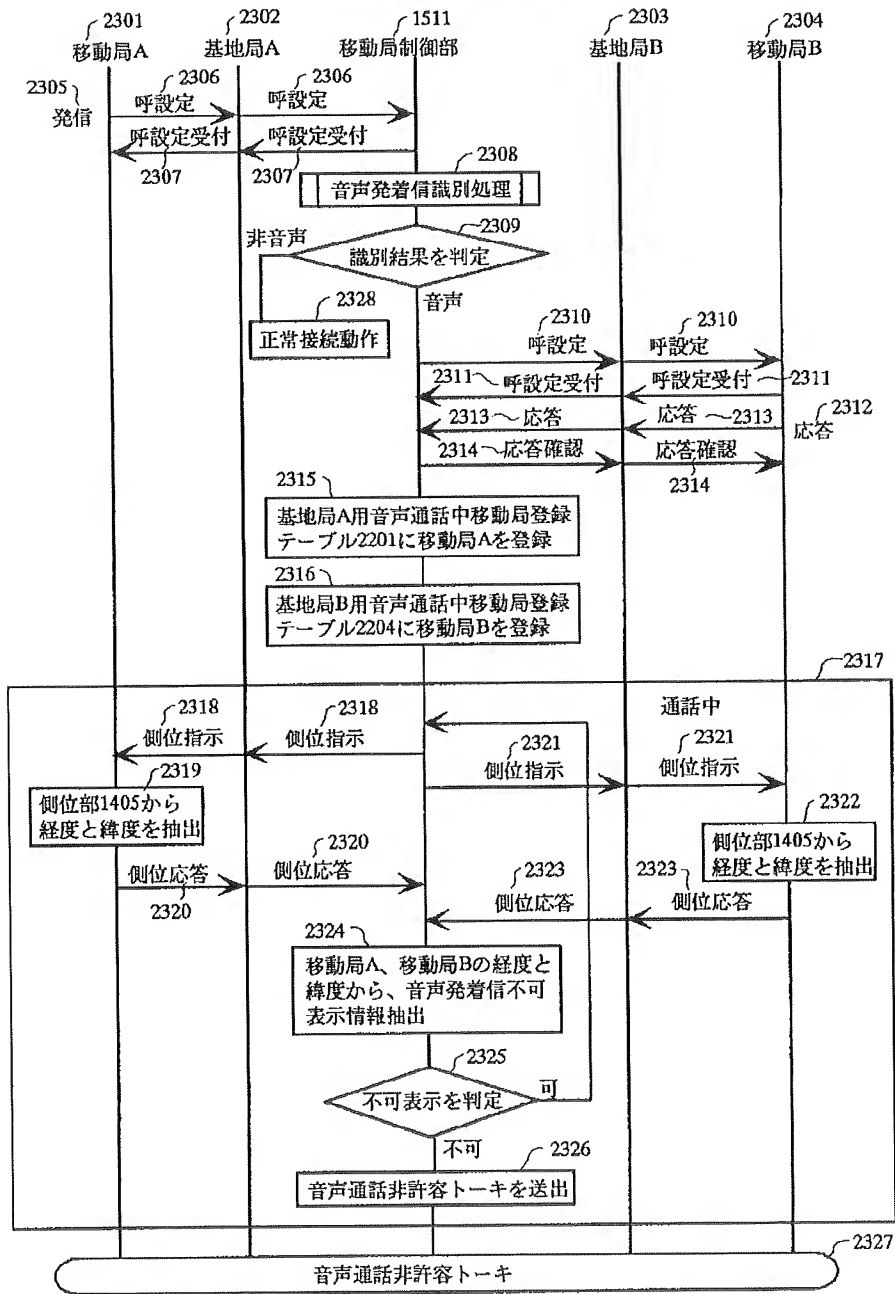 2301
2302
1511
2303
2304
移動局A
基地局A
移動局制御部
基地局B
移動局B
2305
発信
2306
呼設定
2306
呼設定
呼設定受付
2307
呼設定受付
2307
2308
音声発着信識別処理
2309
識別結果を判定
非音声
音声
2328
正常接続動作
2310
呼設定
2310
呼設定
2311
呼設定受付
呼設定受付
2311
2313
応答
応答
2313
2312
応答
2314
応答確認
応答確認
2314
2315
基地局A用音声通話中移動局登録
テーブル2201に移動局Aを登録
2316
基地局B用音声通話中移動局登録
テーブル2204に移動局Bを登録
2317
通話中
2318
側位指示
2318
側位指示
2321
側位指示
2321
側位指示
2319
側位部1405から
経度と緯度を抽出
2322
側位部1405から
経度と緯度を抽出
側位応答
2320
2320
側位応答
2323
側位応答
2323
側位応答
2324
移動局A、移動局Bの経度と
緯度から、音声発着信不可
表示情報抽出
2325
不可表示を判定
可
不可
2326
音声通話非許容トーキを送出
2327
音声通話非許容トーキ